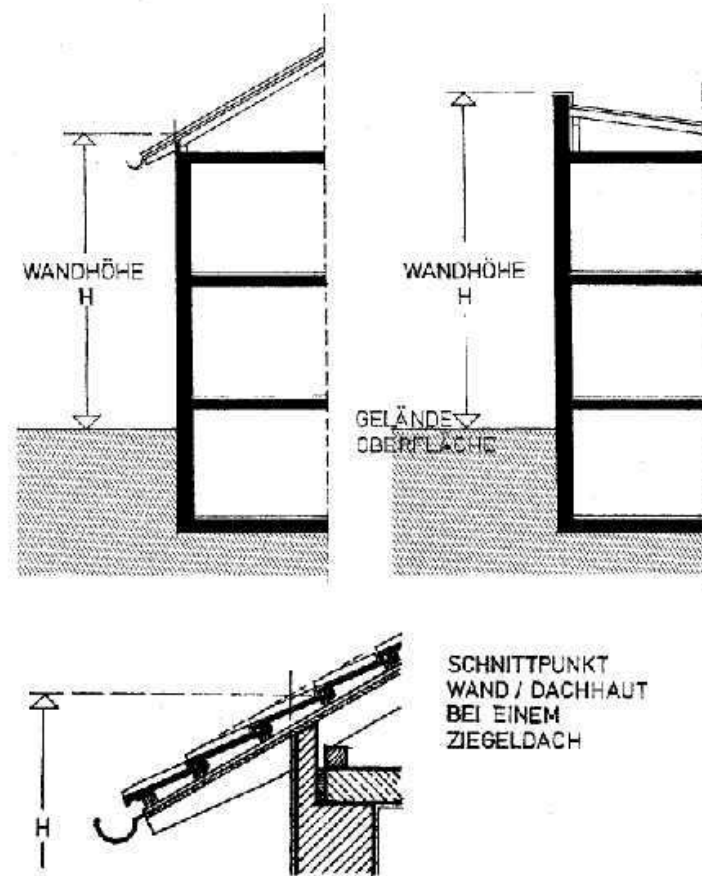 WANDHÖHE
H
WANDHÖHE
H
GELÄNDE
OBERFLÄCHE
SCHNITTPUNKT
WAND / DACHHAUT
BEI EINEM
ZIEGELDACH
H